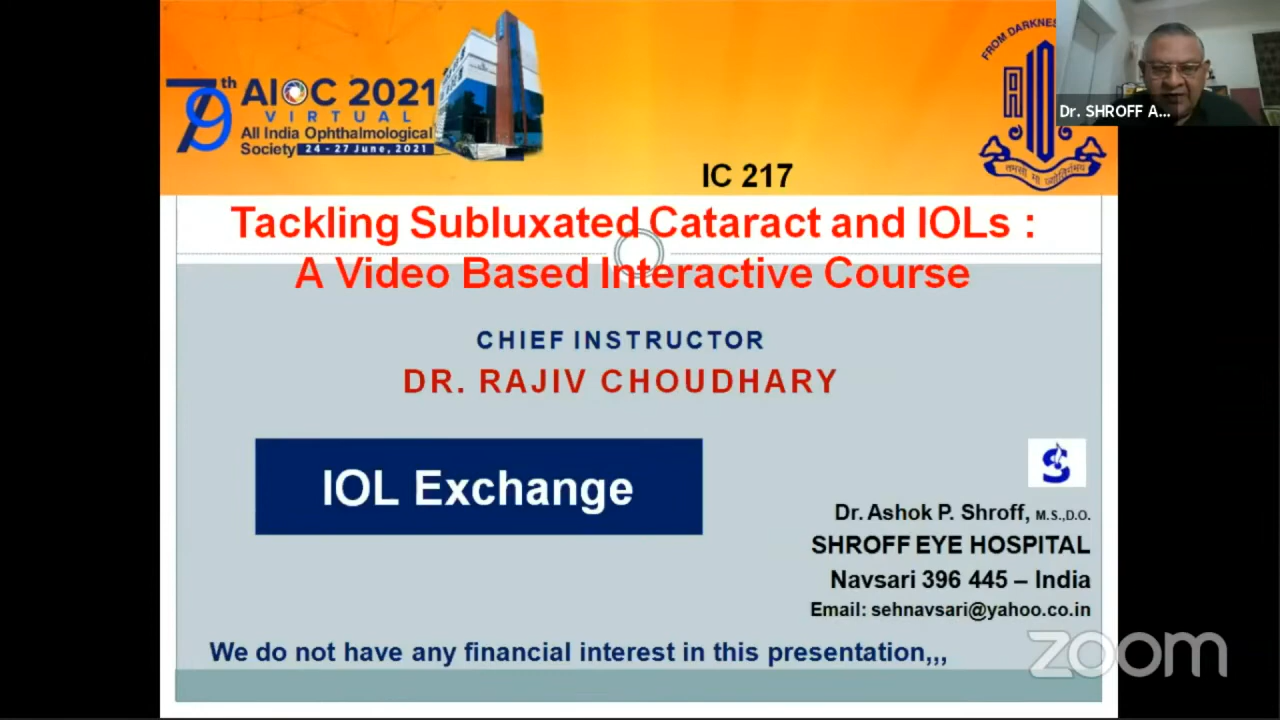 79th AIOC 2021
VIRTUAL
All India Ophthalmological
Society 24 - 27 June, 2021
FROM DARKNES
AIO
तमसो मा ज्योतिर्गमय
Dr. SHROFF A...
IC 217
Tackling Subluxated Cataract and IOLs :
A Video Based Interactive Course
CHIEF INSTRUCTOR
DR. RAJIV CHOUDHARY
IOL Exchange
S
Dr. Ashok P. Shroff, M.S.,D.O.
SHROFF EYE HOSPITAL
Navsari 396 445 – India
Email: sehnavsari@yahoo.co.in
We do not have any financial interest in this presentation,,,
zoom